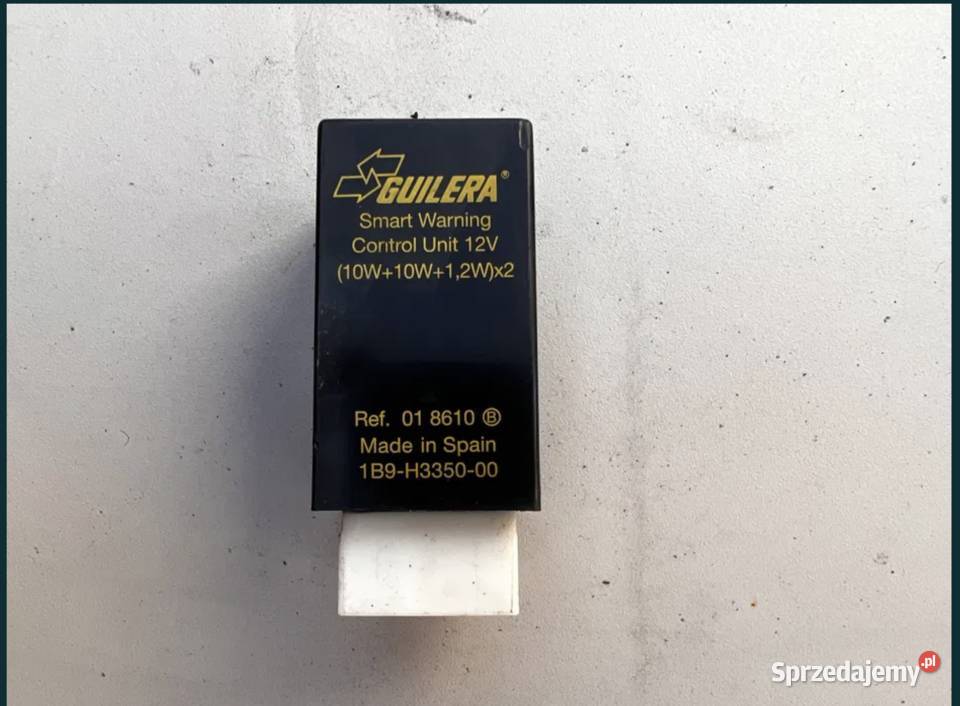 GUILERA®
Smart Warning
Control Unit 12V
(10W+10W+1,2W)x2
Ref. 01 8610 Ⓑ
Made in Spain
1B9-H3350-00
Sprzedajemy.pl